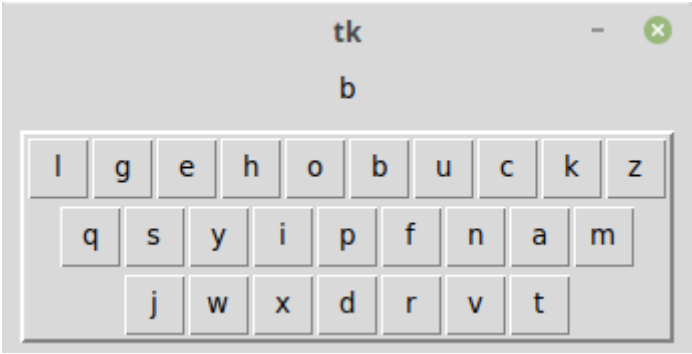 tk
b
l g e h o b u c k z
q s y i p f n a m
j w x d r v t